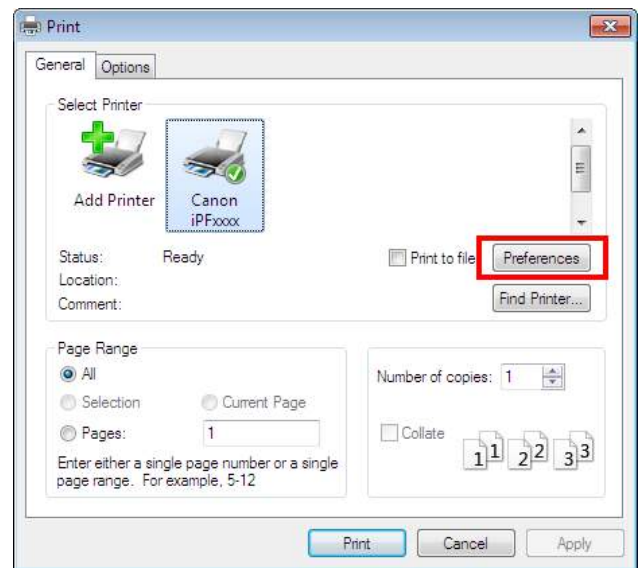 Print
General Options
Select Printer
Add Printer
Canon
iPFxxxx
Status: Ready
Print to file
Preferences
Location:
Comment:
Find Printer...
Page Range
All
Selection
Current Page
Pages: 1
Enter either a single page number or a single
page range. For example, 5-12
Number of copies: 1
Collate
1 1 2 2 3 3
Print Cancel Apply